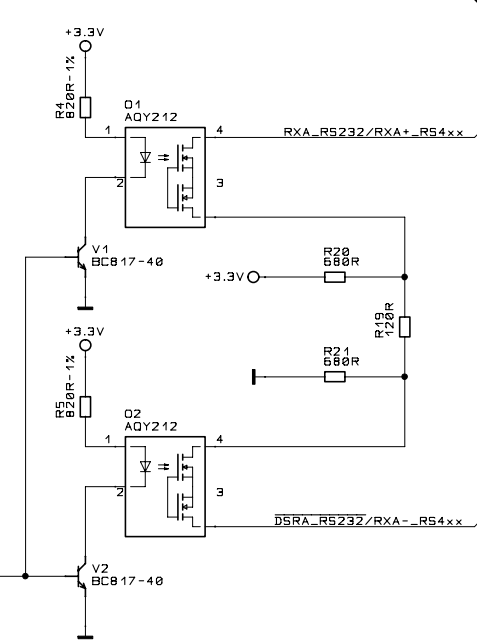 +3.3V
R4
820R-1%
O1
AQY212
1
4
RXA_RS232/RXA+_RS4xx
2
3
V1
BC817-40
R20
680R
+3.3V
R19
120R
+3.3V
R21
680R
R5
820R-1%
O2
AQY212
1
4
2
3
DSRA_RS232/RXA-_RS4xx
V2
BC817-40